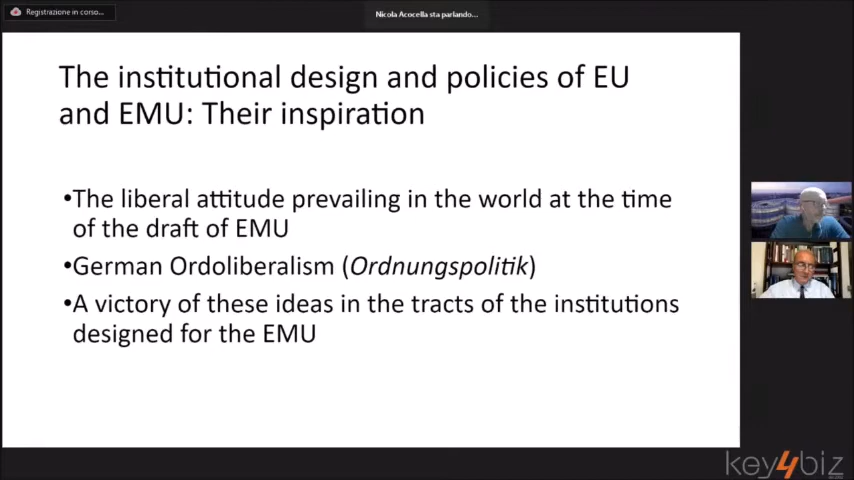 Registrazione in corso...
Nicola Acocella sta parlando...
The institutional design and policies of EU
and EMU: Their inspiration
•The liberal attitude prevailing in the world at the time
of the draft of EMU
•German Ordoliberalism (Ordnungspolitik)
•A victory of these ideas in the tracts of the institutions
designed for the EMU
key4biz